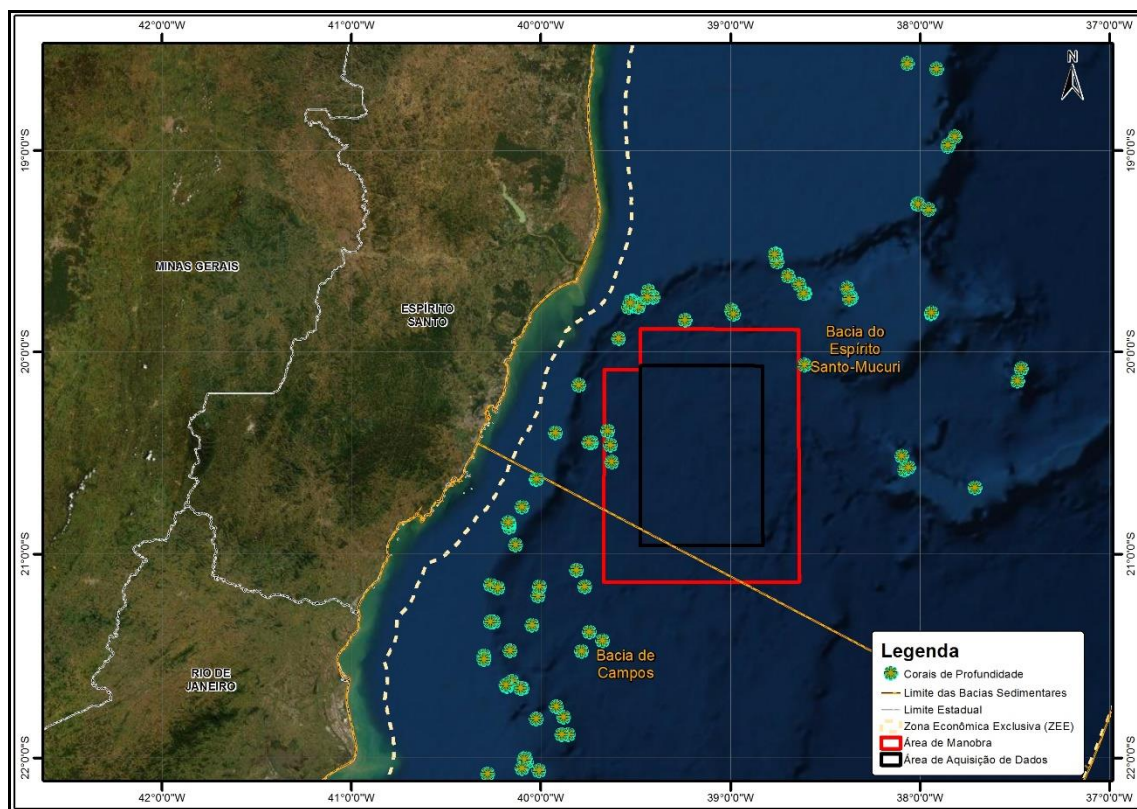 42°0'0"W
41°0'0"W
40°0'0"W
39°0'0"W
38°0'0"W
37°0'0"W
N
19°0'0"S
19°0'0"S
MINAS GERAIS
ESPÍRITO
SANTO
20°0'0"S
Bacia do
Espírito
Santo-Mucuri
20°0'0"S
21°0'0"S
21°0'0"S
RIO DE
JANEIRO
Bacia de
Campos
Legenda
Corais de Profundidade
Limite das Bacias Sedimentares
Limite Estadual
Zona Econômica Exclusiva (ZEE)
Área de Manobra
Área de Aquisição de Dados
22°0'0"S
22°0'0"S
42°0'0"W
41°0'0"W
40°0'0"W
39°0'0"W
38°0'0"W
37°0'0"W